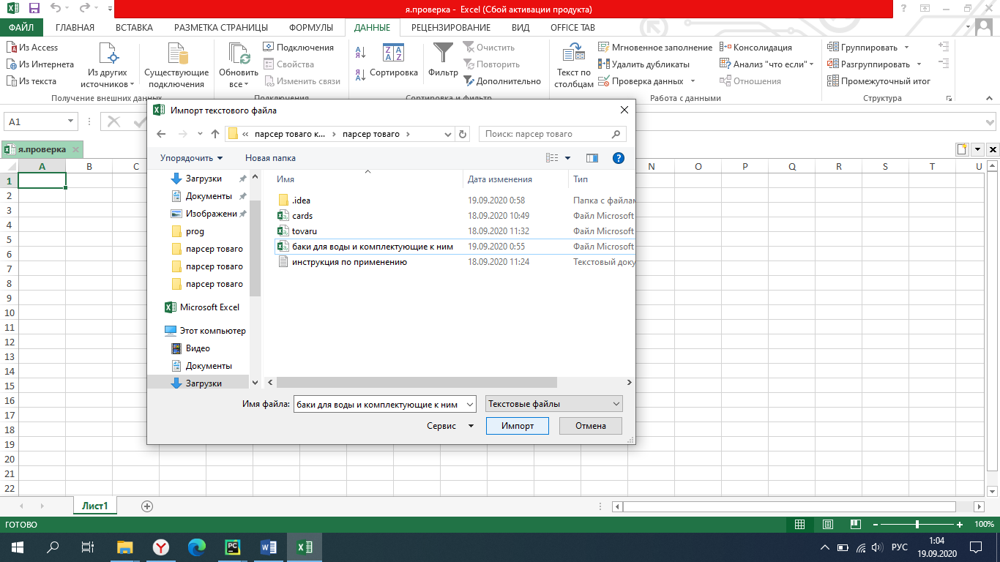 я.проверка - Excel (Сбой активации продукта)
ФАЙЛ ГЛАВНАЯ ВСТАВКА РАЗМЕТКА СТРАНИЦЫ ФОРМУЛЫ ДАННЫЕ РЕЦЕНЗИРОВАНИЕ ВИД OFFICE TAB
Из Access
Из Интернета
Из текста
Из других источников
Существующие подключения
Получение внешних данных
Обновить все
Подключения
Свойства
Изменить связи
Подключения
Сортировка
Фильтр
Очистить
Повторить
Дополнительно
Сортировка и фильтр
Текст по столбцам
Мгновенное заполнение
Удалить дубликаты
Проверка данных
Консолидация
Анализ "что если"
Отношения
Работа с данными
Группировать
Разгруппировать
Промежуточный итог
Структура
A1
я.проверка
A B C N O P Q R S T U
1
2
3
4
5
6
7
8
9
10
11
12
13
14
15
16
17
18
19
20
21
22
Импорт текстового файла
« парсер товаго к... › парсер товаго ›
Поиск: парсер товаго
Упорядочить Новая папка
Загрузки
Документы
Изображени
prog
парсер товаго
парсер товаго
парсер товаго
Microsoft Excel
Этот компьютер
Видео
Документы
Загрузки
Имя Дата изменения Тип
.idea 19.09.2020 0:58 Папка с файлам
cards 18.09.2020 10:49 Файл Microsoft
tovaru 18.09.2020 11:32 Файл Microsoft
баки для воды и комплектующие к ним 19.09.2020 0:55 Файл Microsoft
инструкция по применению 18.09.2020 11:24 Текстовый доку
Имя файла: баки для воды и комплектующие к ним Текстовые файлы
Сервис Импорт Отмена
Лист1
ГОТОВО 100%
РУС 1:04
19.09.2020